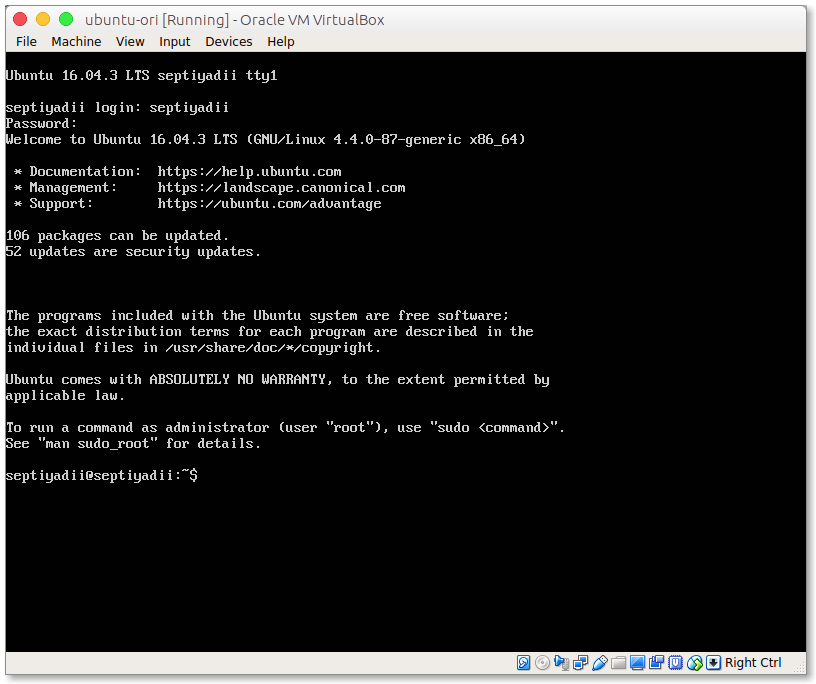 ubuntu-ori [Running] - Oracle VM VirtualBox
File Machine View Input Devices Help
Ubuntu 16.04.3 LTS septiyadii tty1
septiyadii login: septiyadii
Password:
Welcome to Ubuntu 16.04.3 LTS (GNU/Linux 4.4.0-87-generic x86_64)
* Documentation: https://help.ubuntu.com
* Management: https://landscape.canonical.com
* Support: https://ubuntu.com/advantage
106 packages can be updated.
52 updates are security updates.
The programs included with the Ubuntu system are free software;
the exact distribution terms for each program are described in the
individual files in /usr/share/doc/*/copyright.
Ubuntu comes with ABSOLUTELY NO WARRANTY, to the extent permitted by
applicable law.
To run a command as administrator (user "root"), use "sudo <command>".
See "man sudo_root" for details.
septiyadii@septiyadii:~$
Right Ctrl